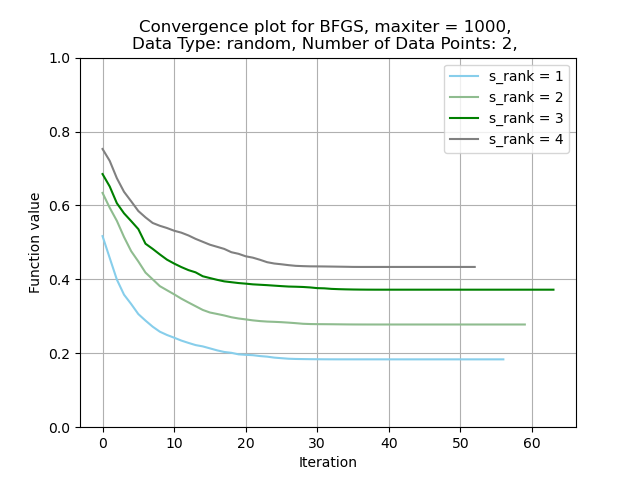 Convergence plot for BFGS, maxiter = 1000,
Data Type: random, Number of Data Points: 2,
s_rank = 1
s_rank = 2
s_rank = 3
s_rank = 4
1.0
0.8
0.6
0.4
0.2
0.0
Function value
0 10 20 30 40 50 60
Iteration